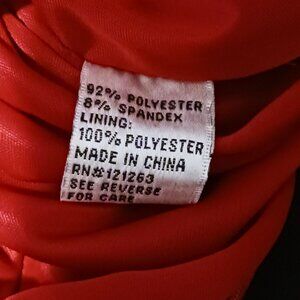 92% POLYESTER
8% SPANDEX
LINING:
100% POLYESTER
MADE IN CHINA
RN#121263
SEE REVERSE
FOR CARE